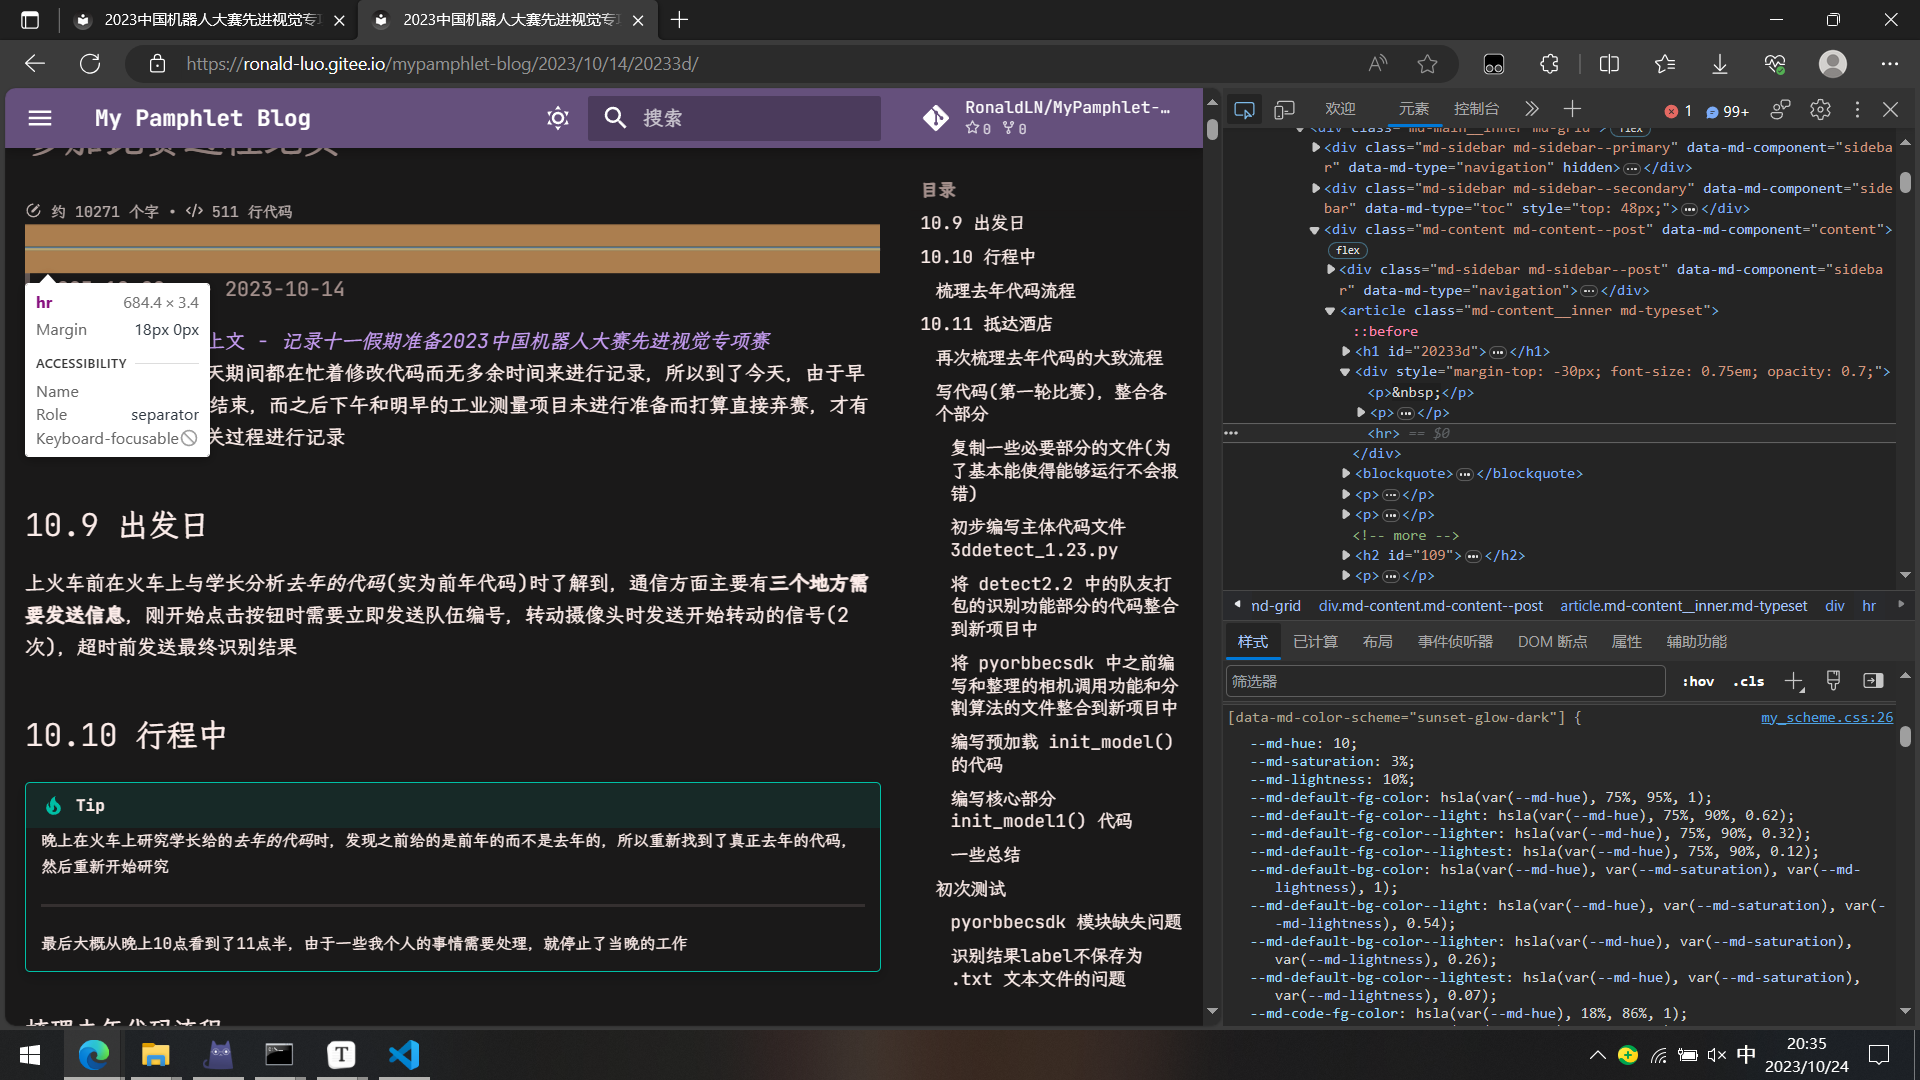 2023中国机器人大赛先进视觉专项
2023中国机器人大赛先进视觉专项
https://ronald-luo.gitee.io/mypamphlet-blog/2023/10/14/20233d/
My Pamphlet Blog
搜索
RonaldLN/MyPamphlet-…
0 0
参加比赛过程纪实
约 10271 个字 • </> 511 行代码
2023-10-14
hr 684.4 × 3.4
Margin 18px 0px
ACCESSIBILITY
Name
Role separator
Keyboard-focusable
上文 - 记录十一假期准备2023中国机器人大赛先进视觉专项赛
天期间都在忙着修改代码而无多余时间来进行记录，所以到了今天，由于早
结束，而之后下午和明早的工业测量项目未进行准备而打算直接弃赛，才有
关过程进行记录
10.9 出发日
上火车前在火车上与学长分析去年的代码(实为前年代码)时了解到，通信方面主要有三个地方需
要发送信息，刚开始点击按钮时需要立即发送队伍编号，转动摄像头时发送开始转动的信号(2
次)，超时前发送最终识别结果
10.10 行程中
Tip
晚上在火车上研究学长给的去年的代码时，发现之前给的是前年的而不是去年的，所以重新找到了真正去年的代码，
然后重新开始研究
最后大概从晚上10点看到了11点半，由于一些我个人的事情需要处理，就停止了当晚的工作
梳理去年代码流程
目录
10.9 出发日
10.10 行程中
梳理去年代码流程
10.11 抵达酒店
再次梳理去年代码的大致流程
写代码(第一轮比赛)，整合各
个部分
复制一些必要部分的文件(为
了基本能使得能够运行不会报
错)
初步编写主体代码文件
3ddetect_1.23.py
将 detect2.2 中的队友打
包的识别功能部分的代码整合
到新项目中
将 pyorbbecsdk 中之前编
写和整理的相机调用功能和分
割算法的文件整合到新项目中
编写预加载 init_model()
的代码
编写核心部分
init_model1() 代码
一些总结
初次测试
pyorbbecsdk 模块缺失问题
识别结果label不保存为
.txt 文本文件的问题
欢迎 元素 控制台 1 99+
<div class="md-main__inner md-grid"> flex
<div class="md-sidebar md-sidebar--primary" data-md-component="sideba
r" data-md-type="navigation" hidden>…</div>
<div class="md-sidebar md-sidebar--secondary" data-md-component="side
bar" data-md-type="toc" style="top: 48px;">…</div>
<div class="md-content md-content--post" data-md-component="content">
flex
<div class="md-sidebar md-sidebar--post" data-md-component="sideba
r" data-md-type="navigation">…</div>
<article class="md-content__inner md-typeset">
::before
<h1 id="20233d">…</h1>
<div style="margin-top: -30px; font-size: 0.75em; opacity: 0.7;">
<p>&nbsp;</p>
<p>…</p>
<hr> == $0
</div>
<blockquote>…</blockquote>
<p>…</p>
<p>…</p>
<!-- more -->
<h2 id="109">…</h2>
<p>…</p>
nd-grid div.md-content.md-content--post article.md-content__inner.md-typeset div hr
样式 已计算 布局 事件侦听器 DOM 断点 属性 辅助功能
筛选器 :hov .cls
[data-md-color-scheme="sunset-glow-dark"] { my_scheme.css:26
--md-hue: 10;
--md-saturation: 3%;
--md-lightness: 10%;
--md-default-fg-color: hsla(var(--md-hue), 75%, 95%, 1);
--md-default-fg-color--light: hsla(var(--md-hue), 75%, 90%, 0.62);
--md-default-fg-color--lighter: hsla(var(--md-hue), 75%, 90%, 0.32);
--md-default-fg-color--lightest: hsla(var(--md-hue), 75%, 90%, 0.12);
--md-default-bg-color: hsla(var(--md-hue), var(--md-saturation), var(--md-
lightness), 1);
--md-default-bg-color--light: hsla(var(--md-hue), var(--md-saturation), var(-
-md-lightness), 0.54);
--md-default-bg-color--lighter: hsla(var(--md-hue), var(--md-saturation),
var(--md-lightness), 0.26);
--md-default-bg-color--lightest: hsla(var(--md-hue), var(--md-saturation),
var(--md-lightness), 0.07);
--md-code-fg-color: hsla(var(--md-hue), 18%, 86%, 1);
中
20:35
2023/10/24